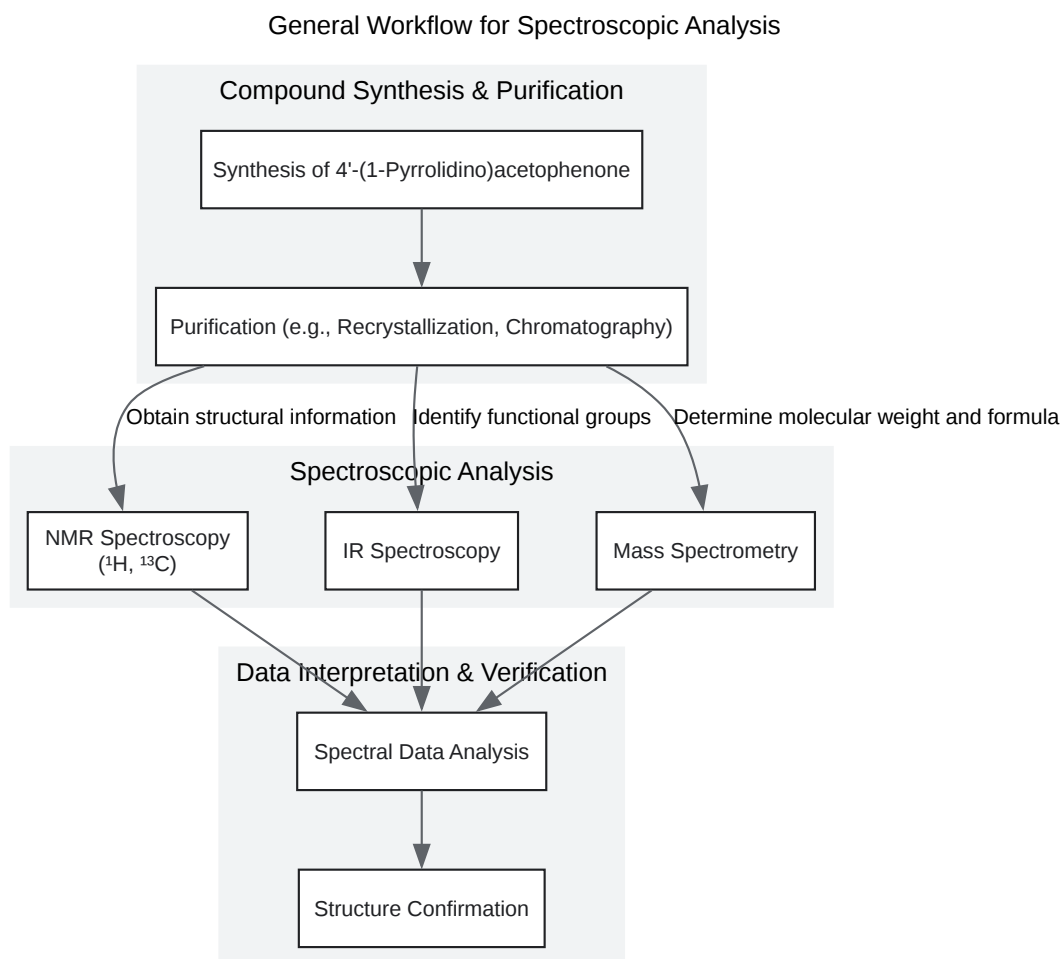 General Workflow for Spectroscopic Analysis
Compound Synthesis & Purification
Synthesis of 4'-(1-Pyrrolidino)acetophenone
Purification (e.g., Recrystallization, Chromatography)
Obtain structural information
Identify functional groups
Determine molecular weight and formula
Spectroscopic Analysis
NMR Spectroscopy
(¹H, ¹³C)
IR Spectroscopy
Mass Spectrometry
Data Interpretation & Verification
Spectral Data Analysis
Structure Confirmation